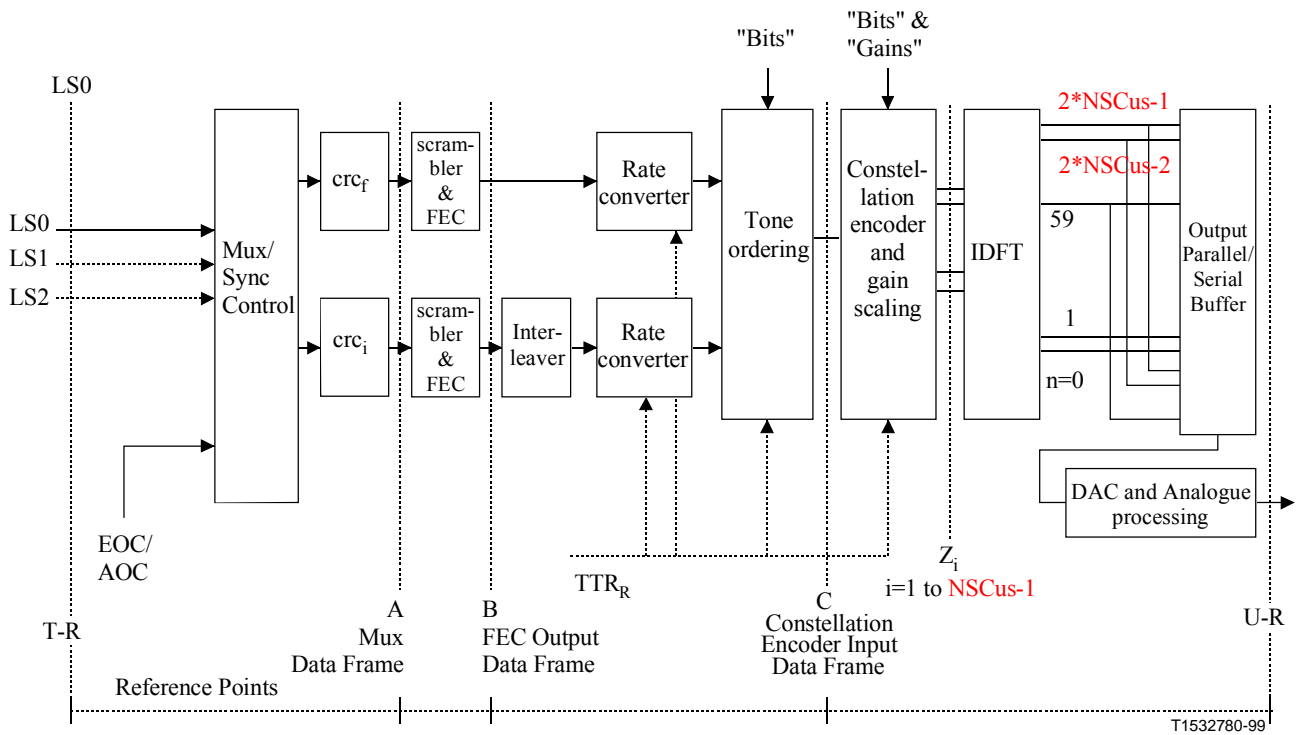 "Bits"
"Bits" &
"Gains"
LS0
2*NSCus-1
2*NSCus-2
59
1
n=0
LS0
LS1
LS2
Mux/
Sync
Control
crcf
crci
scram-
bler
&
FEC
scram-
bler
&
FEC
Inter-
leaver
Rate
converter
Rate
converter
Tone
ordering
Constel-
lation
encoder
and
gain
scaling
IDFT
Output
Parallel/
Serial
Buffer
DAC and Analogue
processing
EOC/
AOC
TTRR
Zi
i=1 to NSCus-1
T-R
A
Mux
Data Frame
B
FEC Output
Data Frame
C
Constellation
Encoder Input
Data Frame
U-R
Reference Points
T1532780-99